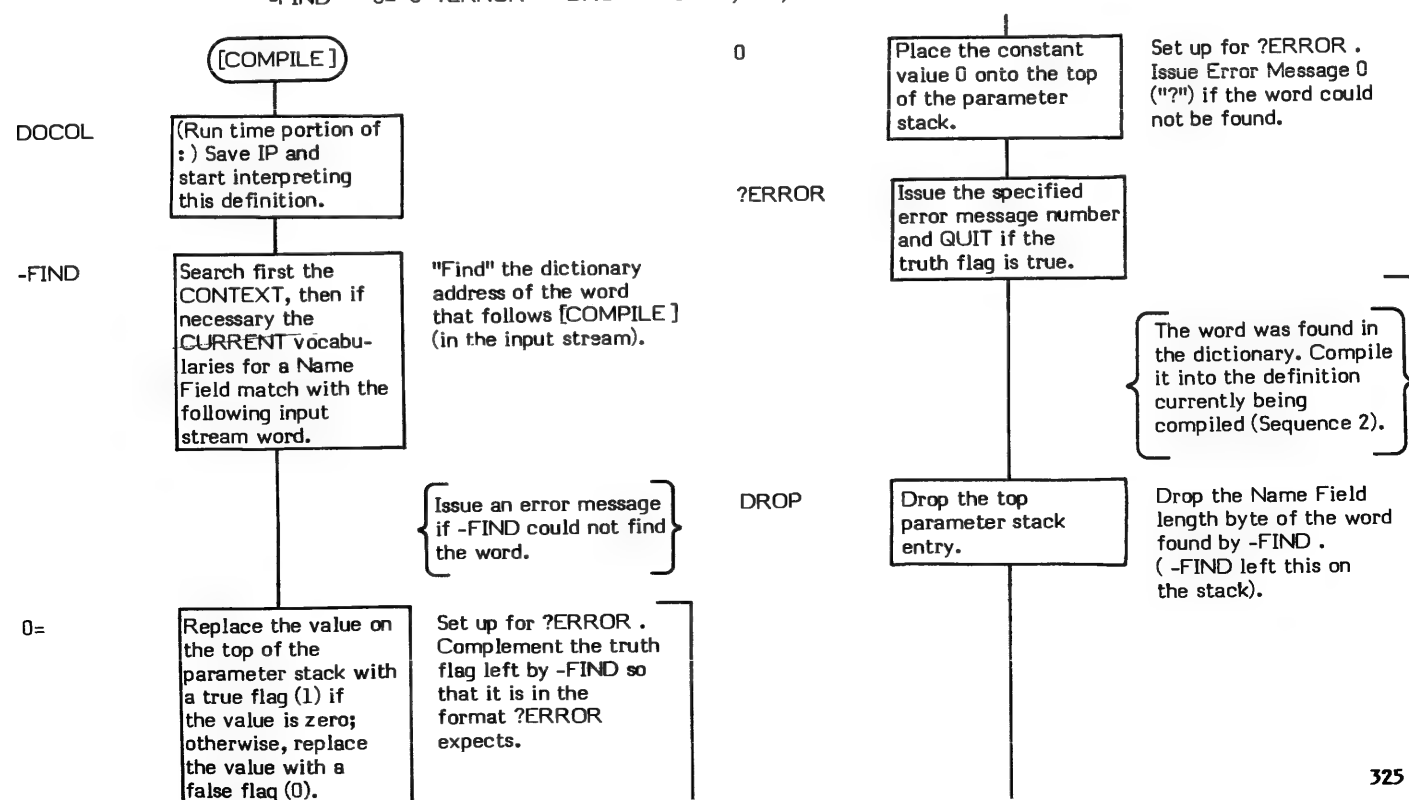 [COMPILE]
DOCOL
(Run time portion of
: ) Save IP and
start interpreting
this definition.
-FIND
Search first the
CONTEXT, then if
necessary the
CURRENT vocabu-
laries for a Name
Field match with the
following input
stream word.
"Find" the dictionary
address of the word
that follows [COMPILE]
(in the input stream).
Issue an error message
if -FIND could not find
the word.
0=
Replace the value on
the top of the
parameter stack with
a true flag (1) if
the value is zero;
otherwise, replace
the value with a
false flag (0).
Set up for ?ERROR .
Complement the truth
flag left by -FIND so
that it is in the
format ?ERROR
expects.
0
Place the constant
value 0 onto the top
of the parameter
stack.
Set up for ?ERROR .
Issue Error Message 0
("?") if the word could
not be found.
?ERROR
Issue the specified
error message number
and QUIT if the
truth flag is true.
The word was found in
the dictionary. Compile
it into the definition
currently being
compiled (Sequence 2).
DROP
Drop the top
parameter stack
entry.
Drop the Name Field
length byte of the word
found by -FIND .
( -FIND left this on
the stack).
325